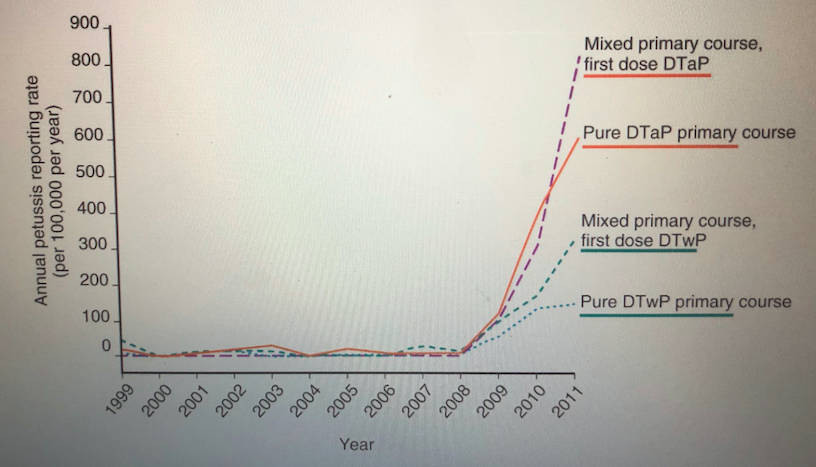 Annual petussis reporting rate
(per 100,000 per year)
900
800
700
600
500
400
300
200
100
0
1999
2000
2001
2002
2003
2004
2005
2006
2007
2008
2009
2010
2011
Year
Mixed primary course,
first dose DTaP
Pure DTaP primary course
Mixed primary course,
first dose DTwP
Pure DTwP primary course